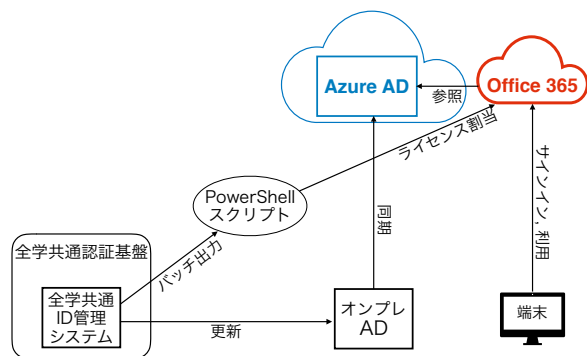 Azure AD
Office 365
参照
ライセンス割当
PowerShell
スクリプト
同期
サインイン, 利用
全学共通認証基盤
バッチ出力
全学共通
ID管理
システム
更新
オンプレ
AD
端末